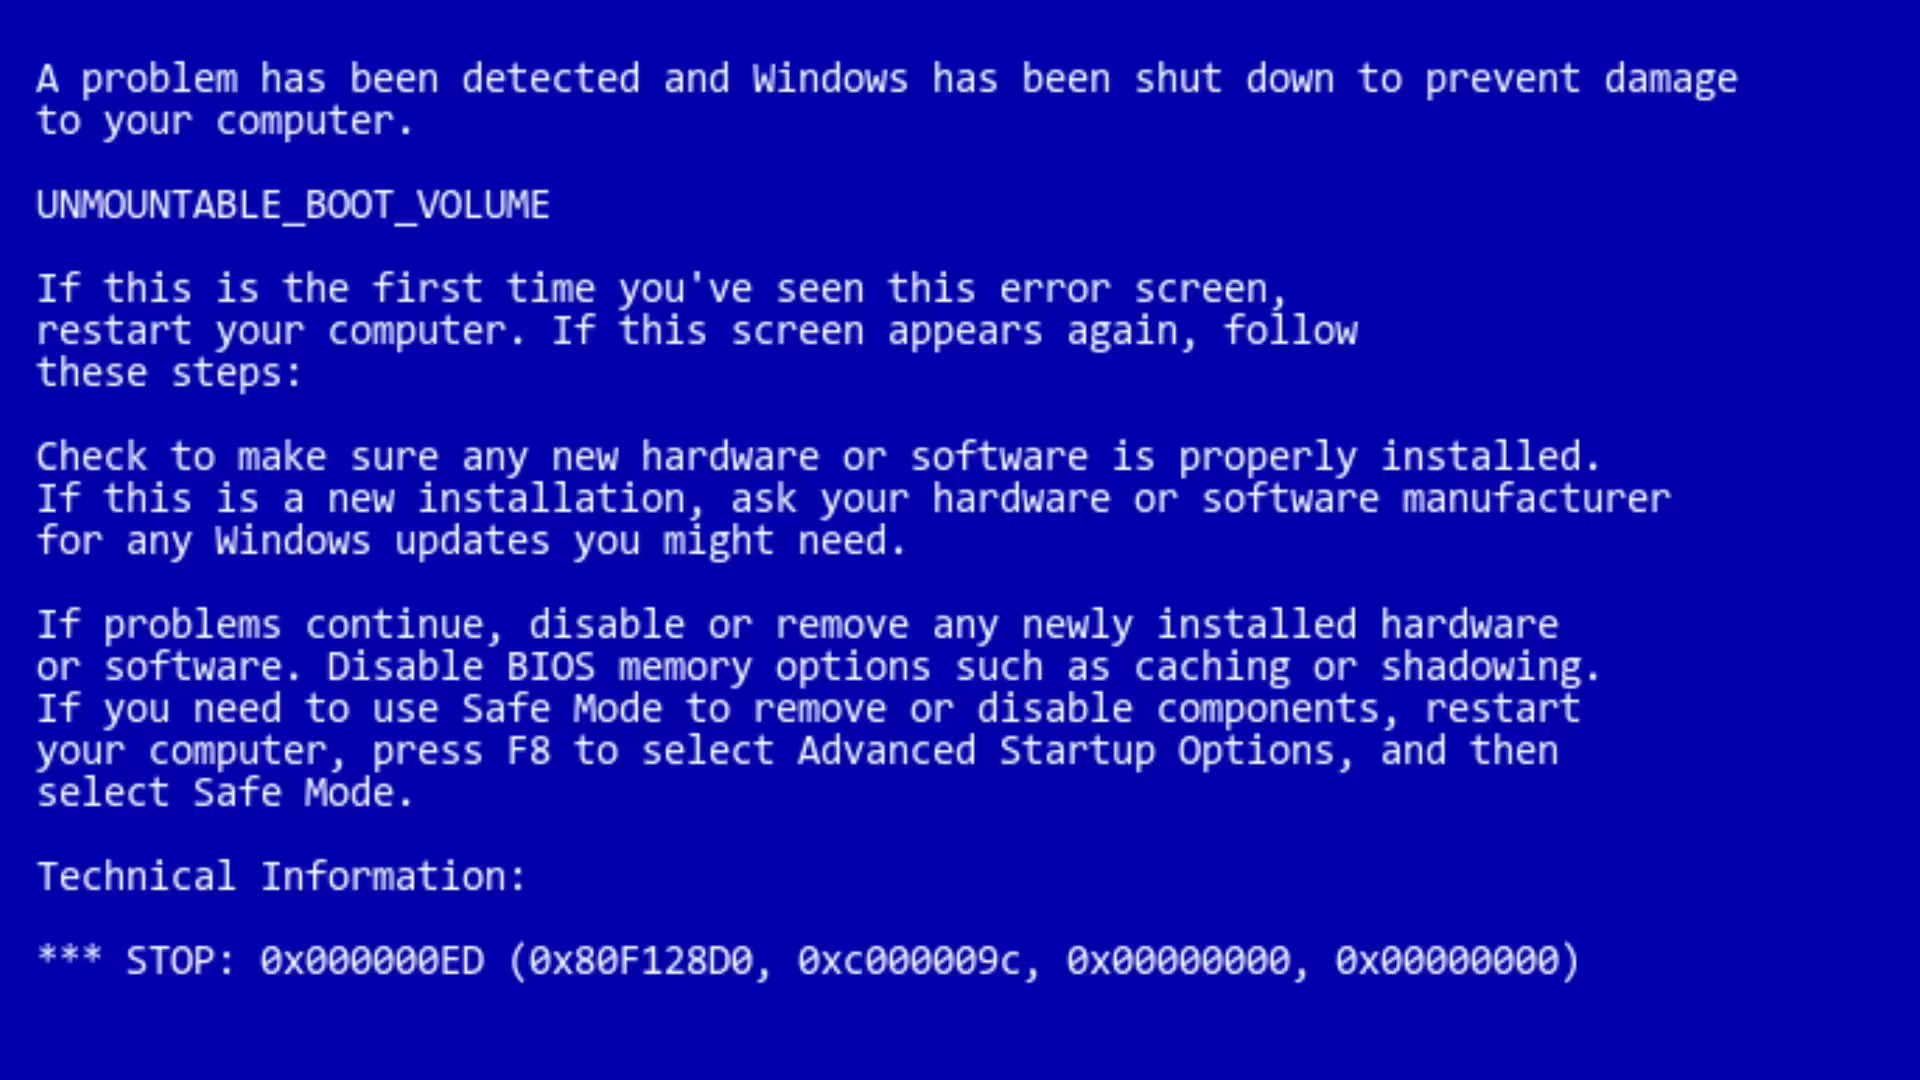 A problem has been detected and Windows has been shut down to prevent damage
to your computer.
UNMOUNTABLE_BOOT_VOLUME
If this is the first time you've seen this error screen,
restart your computer. If this screen appears again, follow
these steps:
Check to make sure any new hardware or software is properly installed.
If this is a new installation, ask your hardware or software manufacturer
for any Windows updates you might need.
If problems continue, disable or remove any newly installed hardware
or software. Disable BIOS memory options such as caching or shadowing.
If you need to use Safe Mode to remove or disable components, restart
your computer, press F8 to select Advanced Startup Options, and then
select Safe Mode.
Technical Information:
*** STOP: 0x000000ED (0x80F128D0, 0xc000009c, 0x00000000, 0x00000000)